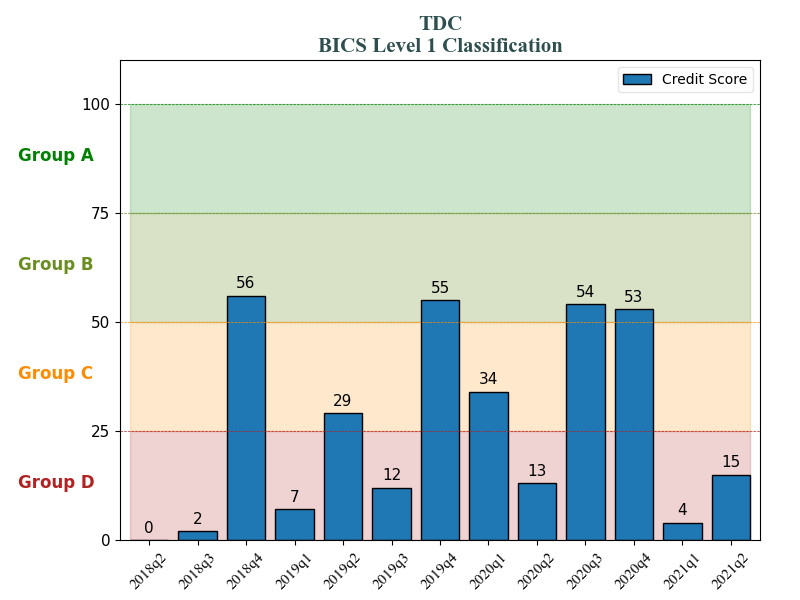 TDC
BICS Level 1 Classification
Credit Score
100
Group A
75
Group B
56
55
54
53
50
Group C
34
29
25
Group D
15
13
12
7
4
2
0
0
2018q2 2018q3 2018q4 2019q1 2019q2 2019q3 2019q4 2020q1 2020q2 2020q3 2020q4 2021q1 2021q2